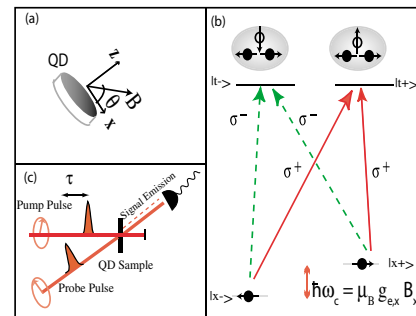 (a)
QD
z
θ
B
x
(b)
|t->
|t+>
σ⁻
σ⁻
σ⁺
σ⁺
|x->
|x+>
ħω_c = μ_B g_e,x B_x
(c)
τ
Pump Pulse
Signal Emission
QD Sample
Probe Pulse